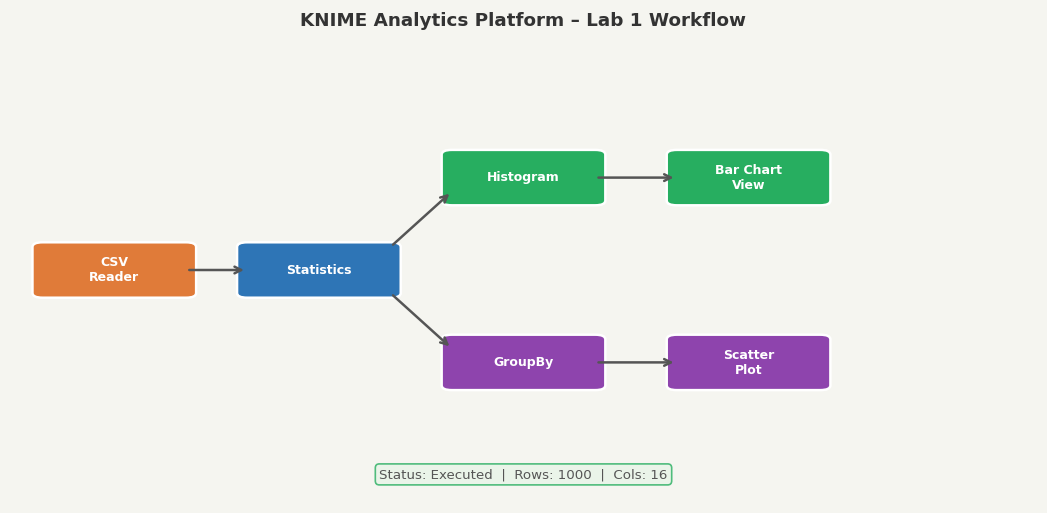 KNIME Analytics Platform – Lab 1 Workflow
Histogram
Bar Chart
View
CSV
Reader
Statistics
GroupBy
Scatter
Plot
Status: Executed | Rows: 1000 | Cols: 16